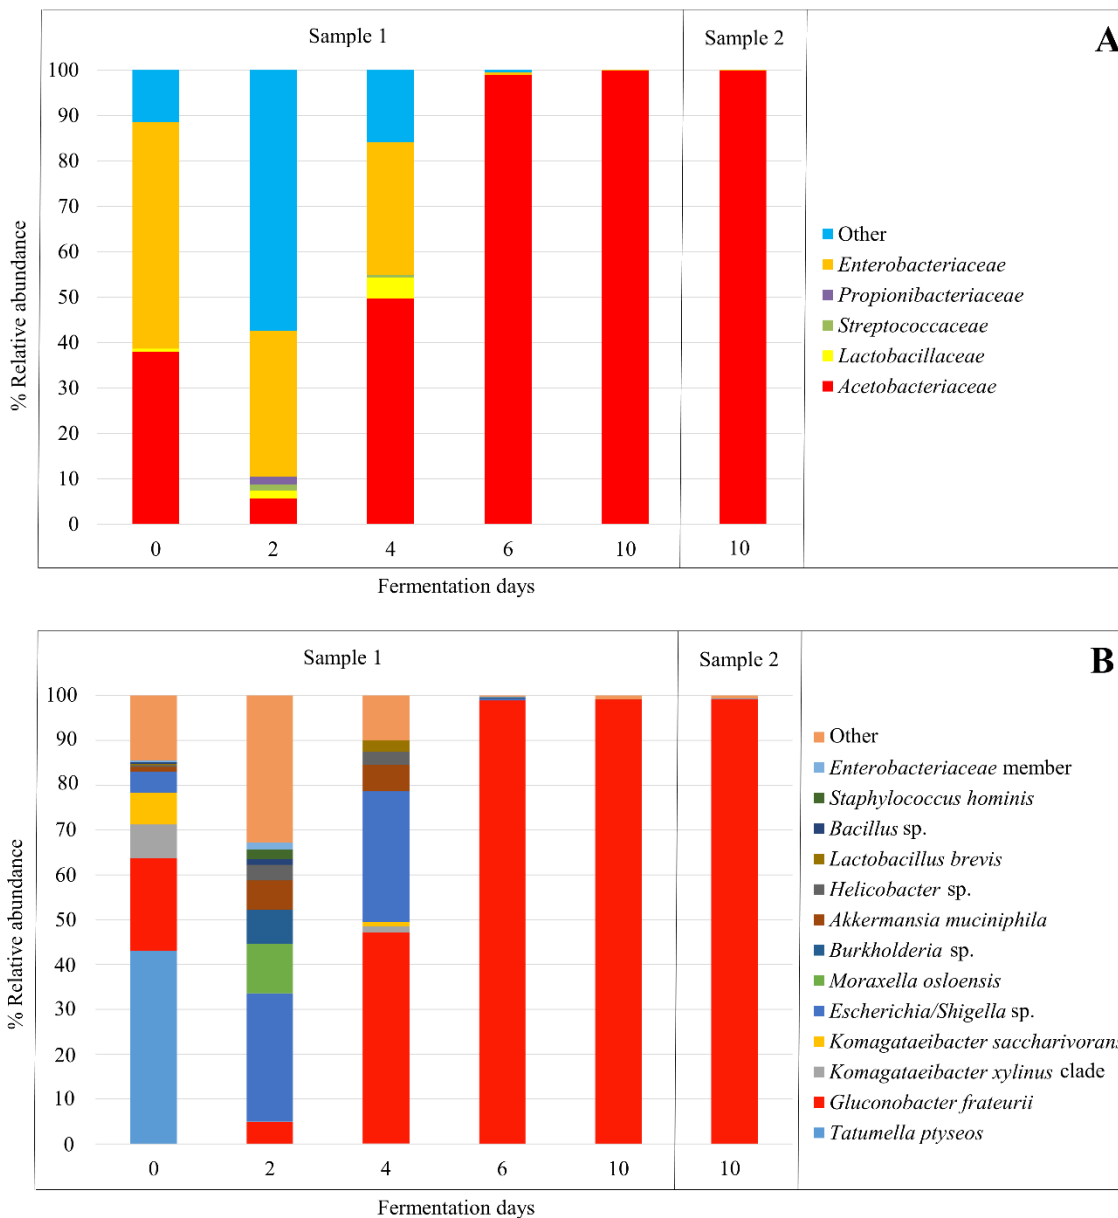 Sample 1
Sample 2
A
100
90
80
70
60
50
40
30
20
10
0
% Relative abundance
0 2 4 6 10 10
Fermentation days
Other
Enterobacteriaceae
Propionibacteriaceae
Streptococcaceae
Lactobacillaceae
Acetobacteriaceae
Sample 1
Sample 2
B
100
90
80
70
60
50
40
30
20
10
0
% Relative abundance
0 2 4 6 10 10
Fermentation days
Other
Enterobacteriaceae member
Staphylococcus hominis
Bacillus sp.
Lactobacillus brevis
Helicobacter sp.
Akkermansia muciniphila
Burkholderia sp.
Moraxella osloensis
Escherichia/Shigella sp.
Komagataeibacter saccharivorans
Komagataeibacter xylinus clade
Gluconobacter frateurii
Tatumella ptyseos